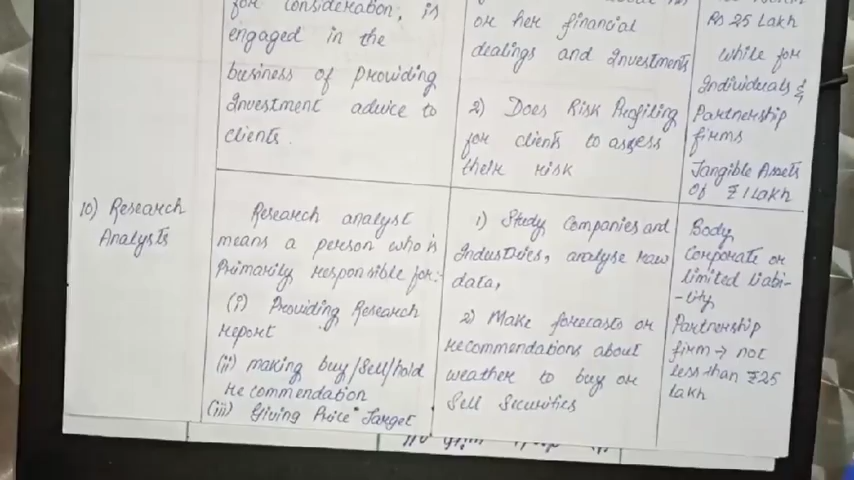 for consideration, is
engaged in the
business of providing
Investment advice to
clients.
or her financial
dealings and Investments
2) Does Risk Profiling
for client to assess
their risk
Rs 25 Lakh
while for
Individuals &
Partnership
firms
Tangible Assets
of ₹1 Lakh
10) Research
Analysts
Research analyst
means a person who is
Primarily responsible for:-
(i) Providing Research
report
(ii) making buy/Sell/hold
recommendation
(iii) Giving Price Target
1) Study Companies and
Industries, analyse raw
data,
2) Make forecasts or
recommendations about
weather to buy or
Sell Securities
Body
Corporate or
limited liabi-
-lity
Partnership
firm → not
less than ₹25
lakh